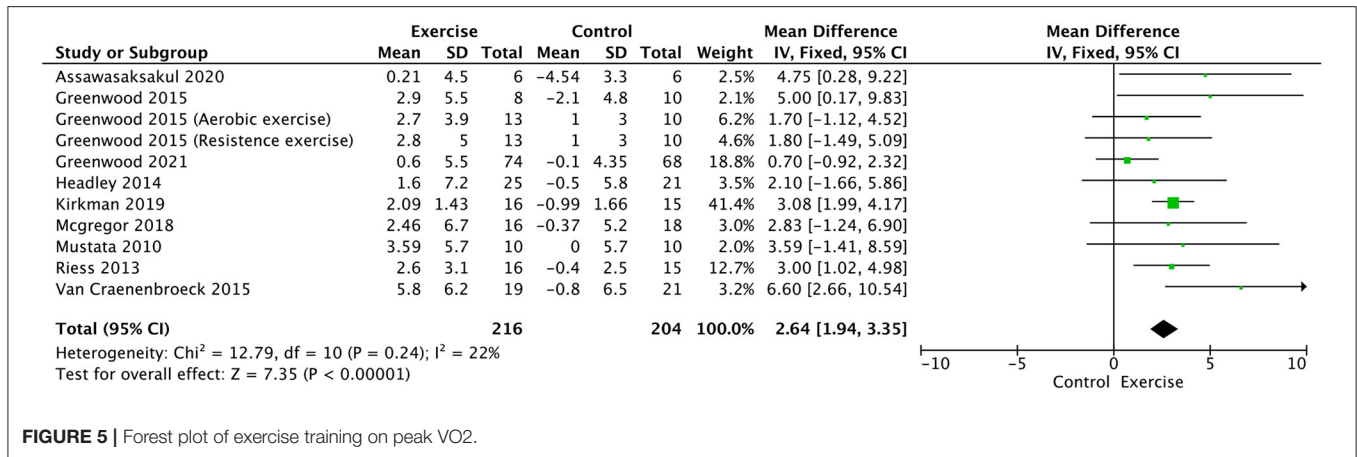 Exercise Control Mean Difference Mean Difference
Study or Subgroup Mean SD Total Mean SD Total Weight IV, Fixed, 95% CI IV, Fixed, 95% CI
Assawasaksakul 2020 0.21 4.5 6 −4.54 3.3 6 2.5% 4.75 [0.28, 9.22]
Greenwood 2015 2.9 5.5 8 −2.1 4.8 10 2.1% 5.00 [0.17, 9.83]
Greenwood 2015 (Aerobic exercise) 2.7 3.9 13 1 3 10 6.2% 1.70 [−1.12, 4.52]
Greenwood 2015 (Resistence exercise) 2.8 5 13 1 3 10 4.6% 1.80 [−1.49, 5.09]
Greenwood 2021 0.6 5.5 74 −0.1 4.35 68 18.8% 0.70 [−0.92, 2.32]
Headley 2014 1.6 7.2 25 −0.5 5.8 21 3.5% 2.10 [−1.66, 5.86]
Kirkman 2019 2.09 1.43 16 −0.99 1.66 15 41.4% 3.08 [1.99, 4.17]
Mcgregor 2018 2.46 6.7 16 −0.37 5.2 18 3.0% 2.83 [−1.24, 6.90]
Mustata 2010 3.59 5.7 10 0 5.7 10 2.0% 3.59 [−1.41, 8.59]
Riess 2013 2.6 3.1 16 −0.4 2.5 15 12.7% 3.00 [1.02, 4.98]
Van Craenenbroeck 2015 5.8 6.2 19 −0.8 6.5 21 3.2% 6.60 [2.66, 10.54]
Total (95% CI) 216 204 100.0% 2.64 [1.94, 3.35]
Heterogeneity: Chi² = 12.79, df = 10 (P = 0.24); I² = 22%
Test for overall effect: Z = 7.35 (P < 0.00001)
−10 −5 0 5 10
Control Exercise
FIGURE 5 | Forest plot of exercise training on peak VO2.